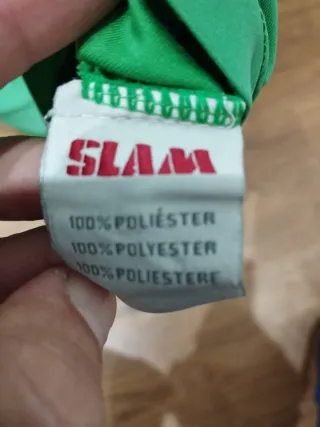 SLAM
100% POLIÉSTER
100% POLYESTER
100% POLIESTERE